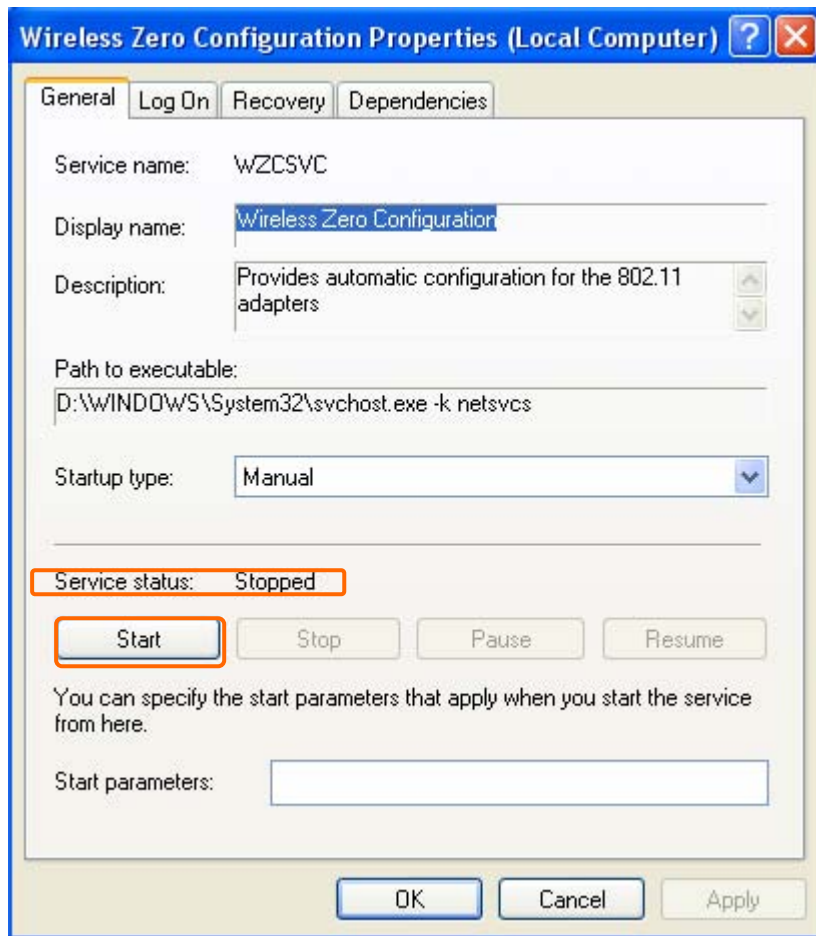 Wireless Zero Configuration Properties (Local Computer)
General Log On Recovery Dependencies
Service name: WZCSVC
Display name: Wireless Zero Configuration
Description: Provides automatic configuration for the 802.11
adapters
Path to executable:
D:\WINDOWS\System32\svchost.exe -k netsvcs
Startup type: Manual
Service status: Stopped
Start Stop Pause Resume
You can specify the start parameters that apply when you start the service
from here.
Start parameters:
OK Cancel Apply